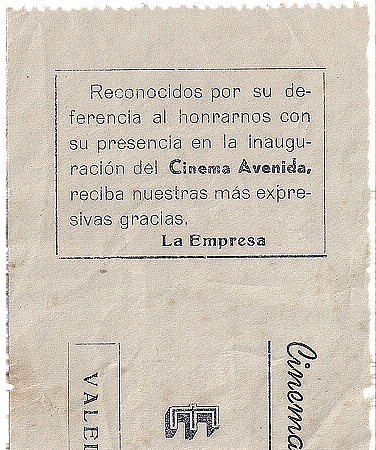 Reconocidos por su de-
ferencia al honrarnos con
su presencia en la inaugu-
ración del Cinema Avenida,
reciba nuestras más expre-
sivas gracias.
La Empresa
Cinema